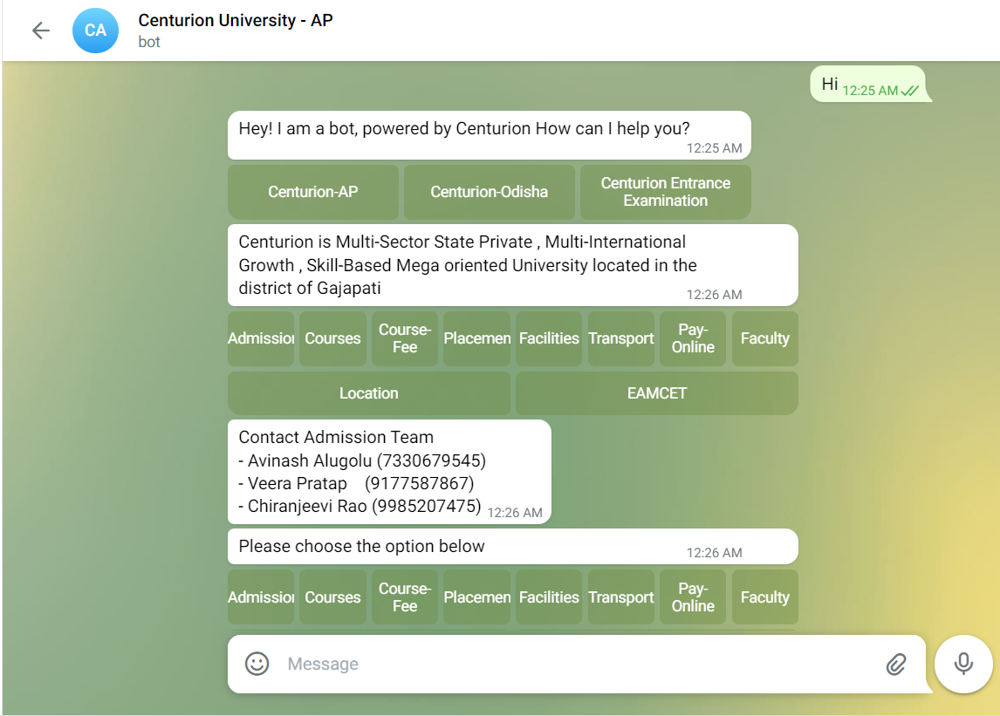 CA
Centurion University - AP
bot
Hi 12:25 AM
Hey! I am a bot, powered by Centurion How can I help you?
12:25 AM
Centurion-AP
Centurion-Odisha
Centurion Entrance
Examination
Centurion is Multi-Sector State Private , Multi-International
Growth , Skill-Based Mega oriented University located in the
district of Gajapati
12:26 AM
Admission
Courses
Course-
Fee
Placemen
Facilities
Transport
Pay-
Online
Faculty
Location
EAMCET
Contact Admission Team
- Avinash Alugolu (7330679545)
- Veera Pratap (9177587867)
- Chiranjeevi Rao (9985207475) 12:26 AM
Please choose the option below
12:26 AM
Admission
Courses
Course-
Fee
Placemen
Facilities
Transport
Pay-
Online
Faculty
Message